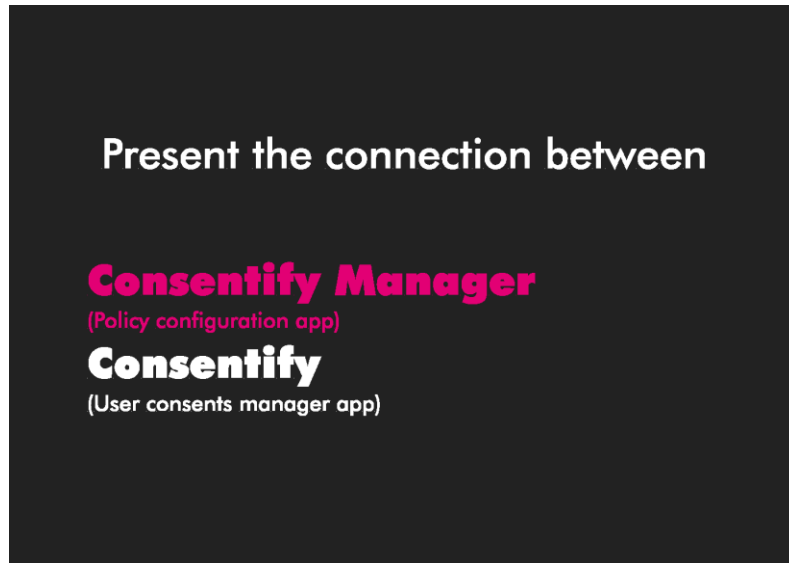 Present the connection between
Consentify Manager
(Policy configuration app)
Consentify
(User consents manager app)